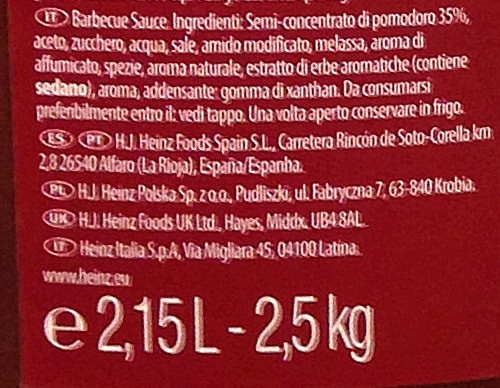 IT Barbecue Sauce. Ingredienti: Semi-concentrato di pomodoro 35%,
aceto, zucchero, acqua, sale, amido modificato, melassa, aroma di
affumicato, spezie, aroma naturale, estratto di erbe aromatiche (contiene
sedano), aroma, addensante: gomma di xanthan. Da consumarsi
preferibilmente entro il: vedi tappo. Una volta aperto conservare in frigo.
ES PT H.J. Heinz Foods Spain S.L., Carretera Rincón de Soto-Corella km
2,8 26540 Alfaro (La Rioja), España/Espanha.
PL H.J. Heinz Polska Sp. z o.o., Pudliszki, ul. Fabryczna 7, 63-840 Krobia.
UK H.J. Heinz Foods UK Ltd., Hayes, Middx, UB4 8AL.
IT Heinz Italia S.p.A, Via Migliara 45, 04100 Latina.
www.heinz.eu
e 2,15 L - 2,5 kg